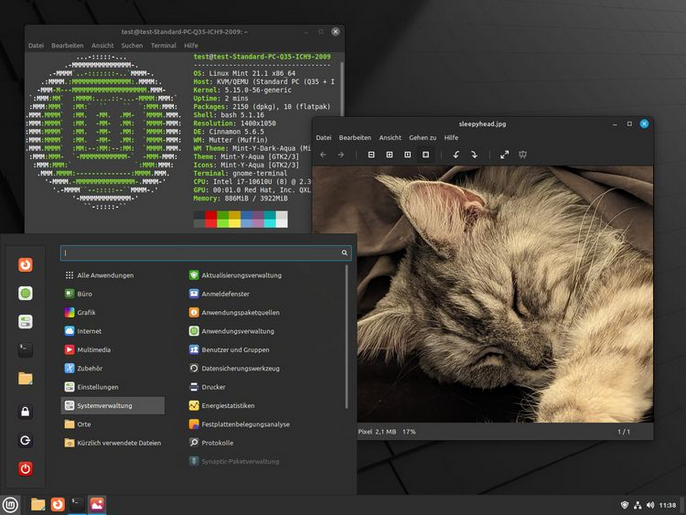 test@test-Standard-PC-Q35-ICH9-2009: ~
Datei Bearbeiten Ansicht Suchen Terminal Hilfe
test@test-Standard-PC-Q35-ICH9-2009
OS: Linux Mint 21.1 x86_64
Host: KVM/QEMU (Standard PC (Q35 + I
Kernel: 5.15.0-56-generic
Uptime: 2 mins
Packages: 2150 (dpkg), 10 (flatpak)
Shell: bash 5.1.16
Resolution: 1400x1050
DE: Cinnamon 5.6.5
WM: Mutter (Muffin)
WM Theme: Mint-Y-Dark-Aqua (Mi
Theme: Mint-Y-Aqua [GTK2/3]
Icons: Mint-Y-Aqua [GTK2/3]
Terminal: gnome-terminal
CPU: Intel i7-10610U (8) @ 2.3
GPU: 00:01.0 Red Hat, Inc. QXL
Memory: 886MiB / 3922MiB
sleepyhead.jpg
Datei Bearbeiten Ansicht Gehen zu Hilfe
Pixel 2,1 MB 17%
1 / 1
Alle Anwendungen
Büro
Grafik
Internet
Multimedia
Zubehör
Einstellungen
Systemverwaltung
Orte
Kürzlich verwendete Dateien
Aktualisierungsverwaltung
Anmeldefenster
Anwendungspaketquellen
Anwendungsverwaltung
Benutzer und Gruppen
Datensicherungswerkzeug
Drucker
Energiestatistiken
Festplattenbelegungsanalyse
Protokolle
Synaptic-Paketverwaltung
11:38